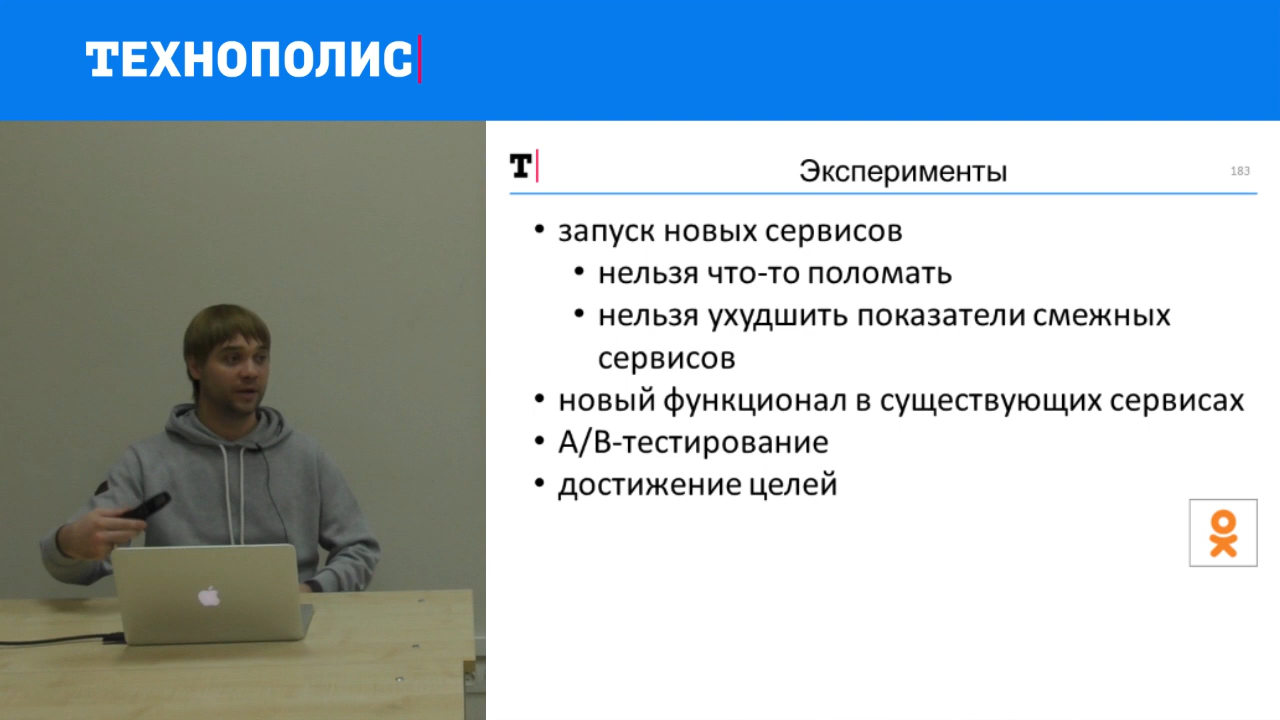 ТЕХНОПОЛИС
Т
Эксперименты
183
• запуск новых сервисов
• нельзя что-то поломать
• нельзя ухудшить показатели смежных
сервисов
• новый функционал в существующих сервисах
• A/B-тестирование
• достижение целей